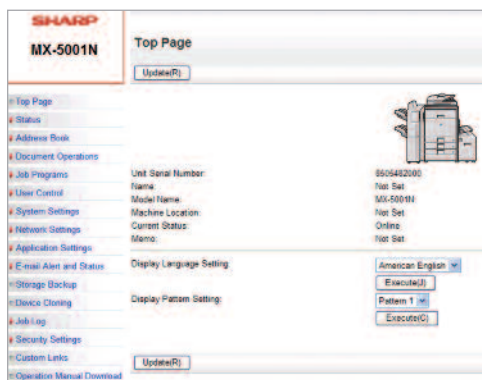 SHARP
MX-5001N
Top Page
Update(R)
Top Page
Status
Address Book
Document Operations
Job Programs
User Control
System Settings
Network Settings
Application Settings
E-mail Alert and Status
Storage Backup
Device Cloning
Job Log
Security Settings
Custom Links
Operation Manual Download
Unit Serial Number: 8505482000
Name: Not Set
Model Name: MX-5001N
Machine Location: Not Set
Current Status: Online
Memo: Not Set
Display Language Setting: American English
Execute(J)
Display Pattern Setting: Pattern 1
Execute(C)
Update(R)